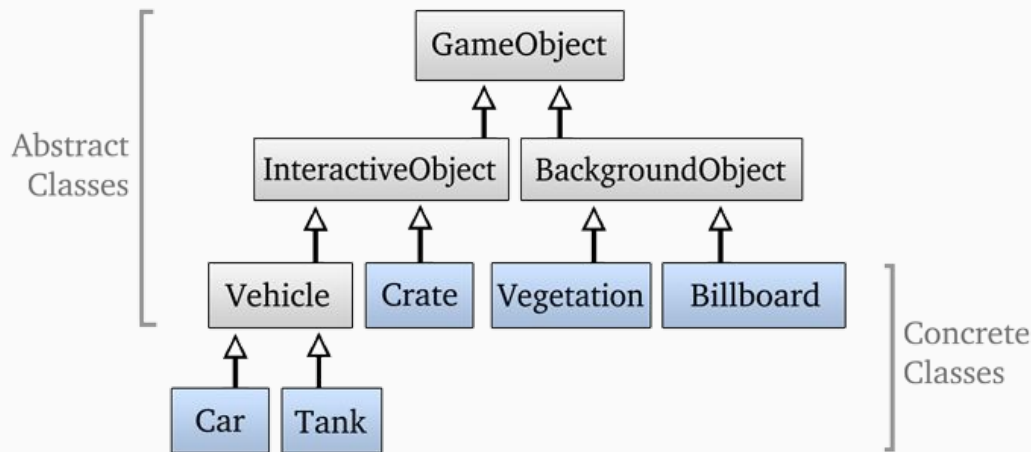 GameObject
Abstract
Classes
InteractiveObject
BackgroundObject
Vehicle
Crate
Vegetation
Billboard
Concrete
Classes
Car
Tank